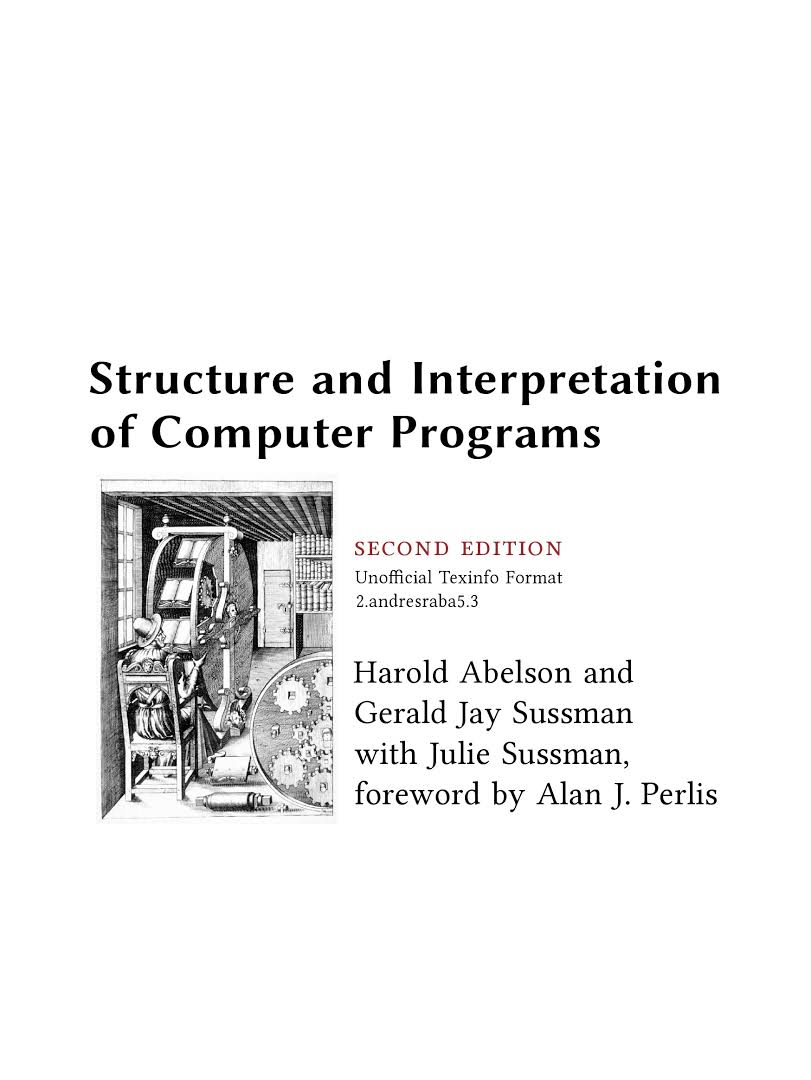 Structure and Interpretation
of Computer Programs
SECOND EDITION
Unofficial Texinfo Format
2.andresraba5.3
Harold Abelson and
Gerald Jay Sussman
with Julie Sussman,
foreword by Alan J. Perlis